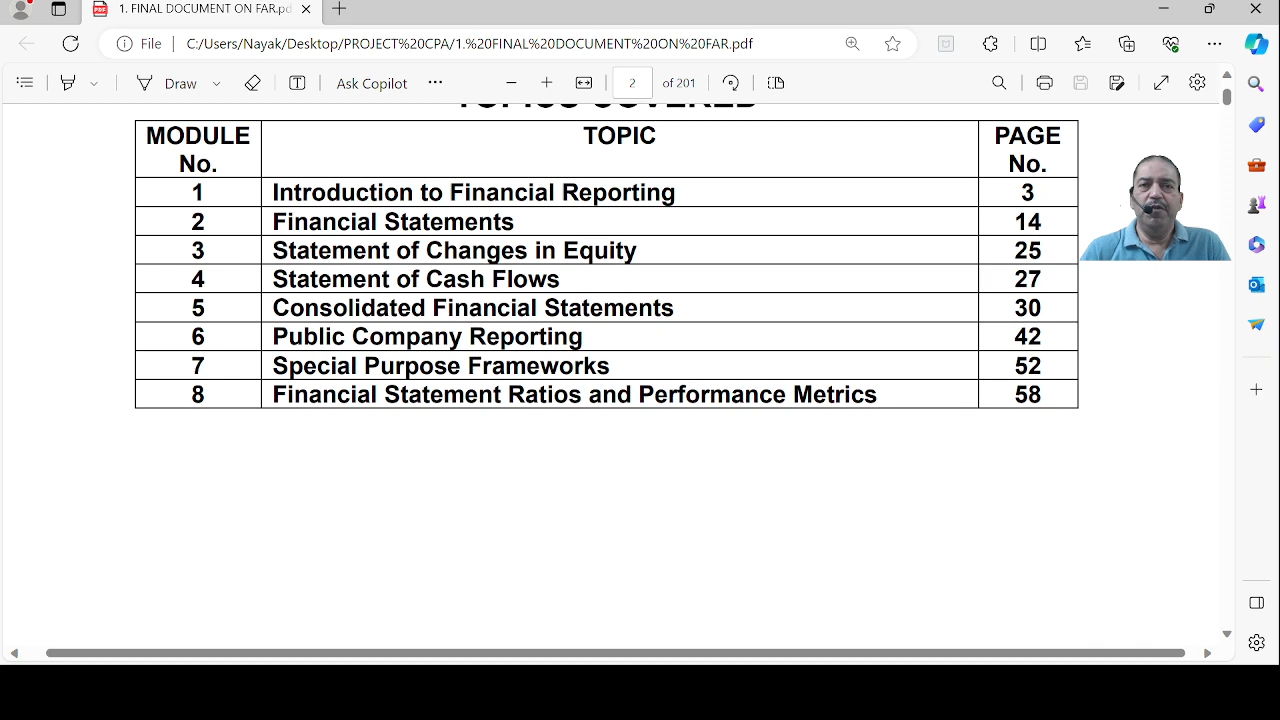 1. FINAL DOCUMENT ON FAR.pd
File
C:/Users/Nayak/Desktop/PROJECT%20CPA/1.%20FINAL%20DOCUMENT%20ON%20FAR.pdf
Draw
Ask Copilot
2
of 201
TOPICS COVERED
MODULE No. TOPIC PAGE No.
1 Introduction to Financial Reporting 3
2 Financial Statements 14
3 Statement of Changes in Equity 25
4 Statement of Cash Flows 27
5 Consolidated Financial Statements 30
6 Public Company Reporting 42
7 Special Purpose Frameworks 52
8 Financial Statement Ratios and Performance Metrics 58